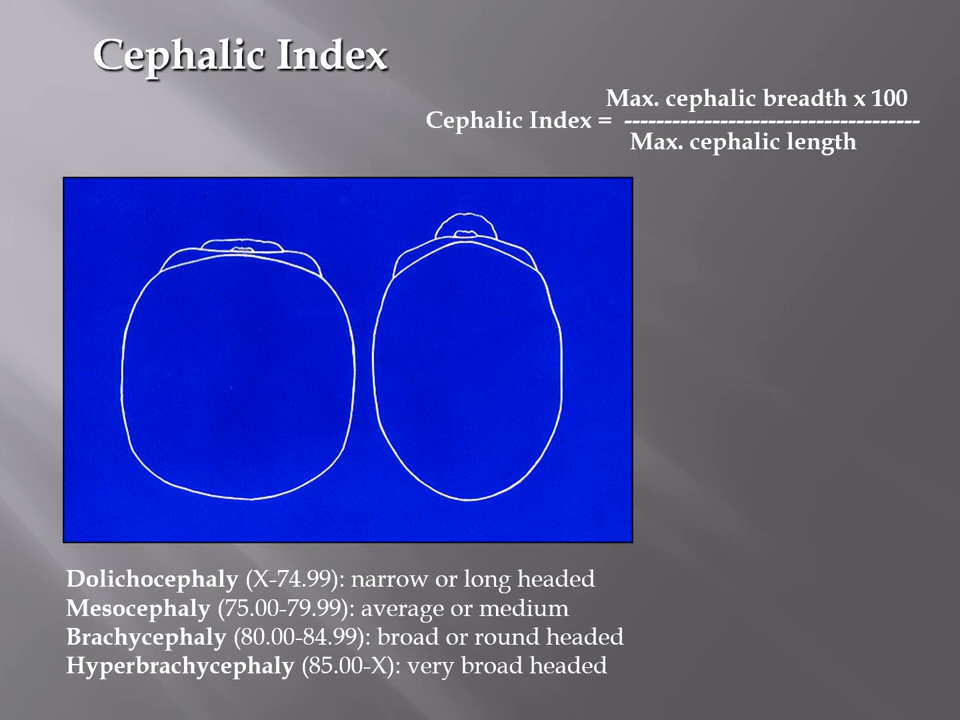 Cephalic Index
Max. cephalic breadth x 100
Cephalic Index = -------------------------------------
Max. cephalic length
Dolichocephaly (X-74.99): narrow or long headed
Mesocephaly (75.00-79.99): average or medium
Brachycephaly (80.00-84.99): broad or round headed
Hyperbrachycephaly (85.00-X): very broad headed